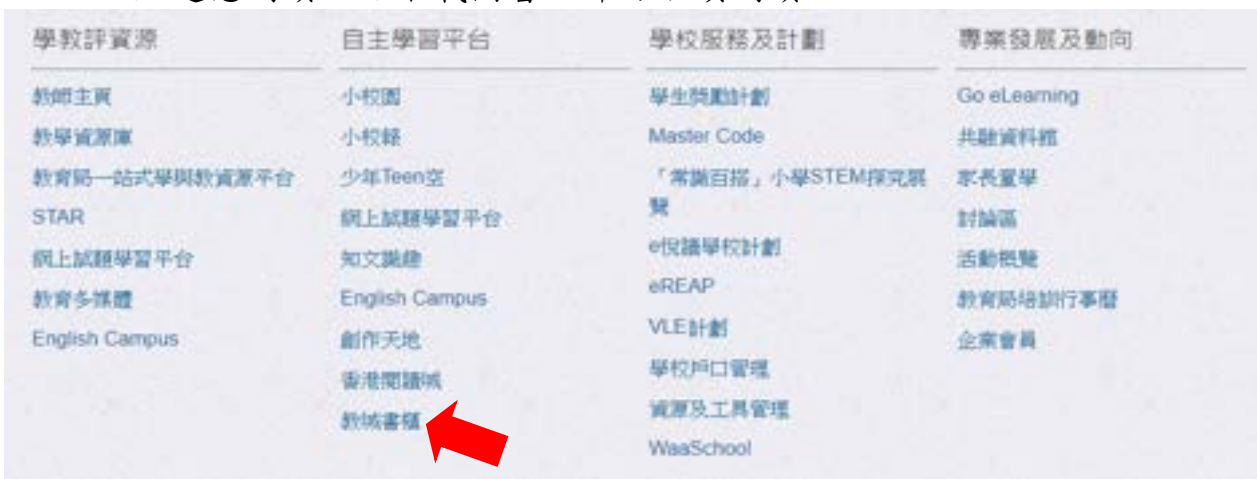 學教評資源
教師主頁
教學資源庫
教育局一站式學與教資源平台
STAR
網上試題學習平台
教育多媒體
English Campus
自主學習平台
小校園
小校錄
少年Teen空
網上試題學習平台
知文識趣
English Campus
創作天地
香港閱讀城
教城書櫃
學校服務及計劃
學生獎勵計劃
Master Code
「常識百搭」小學STEM探究展
覽
e悅讀學校計劃
eREAP
VLE計劃
學校戶口管理
資源及工具管理
WaaSchool
專業發展及動向
Go eLearning
共融資料館
家長童學
討論區
活動概覽
教育局培訓行事曆
企業會員